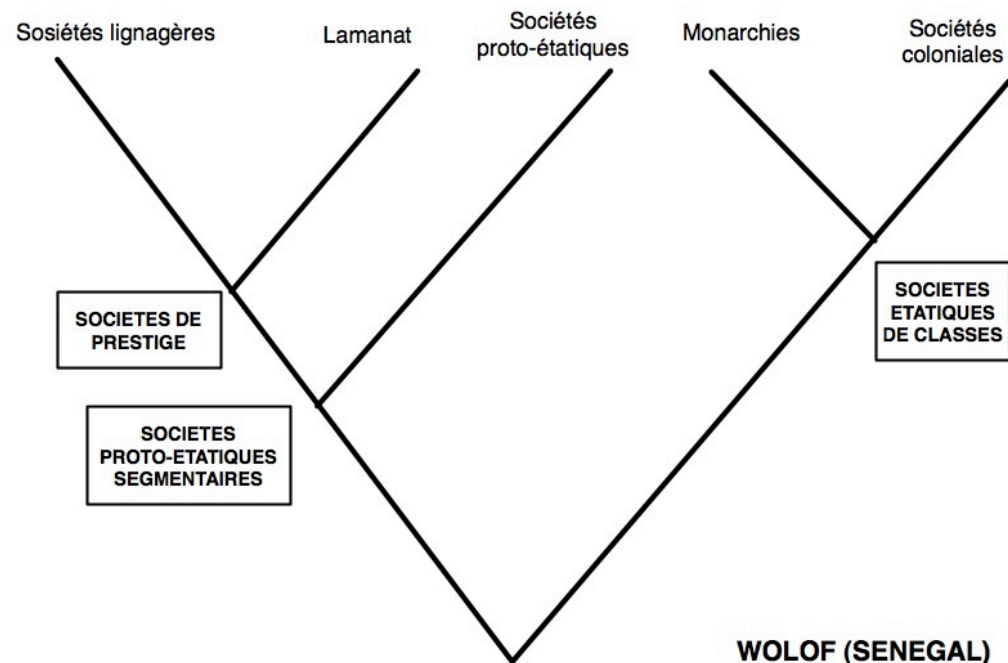 Sosiétés lignagères
Lamanat
Sociétés
proto-étatiques
Monarchies
Sociétés
coloniales
SOCIETES DE
PRESTIGE
SOCIETES
PROTO-ETATIQUES
SEGMENTAIRES
SOCIETES
ETATIQUES
DE CLASSES
WOLOF (SENEGAL)